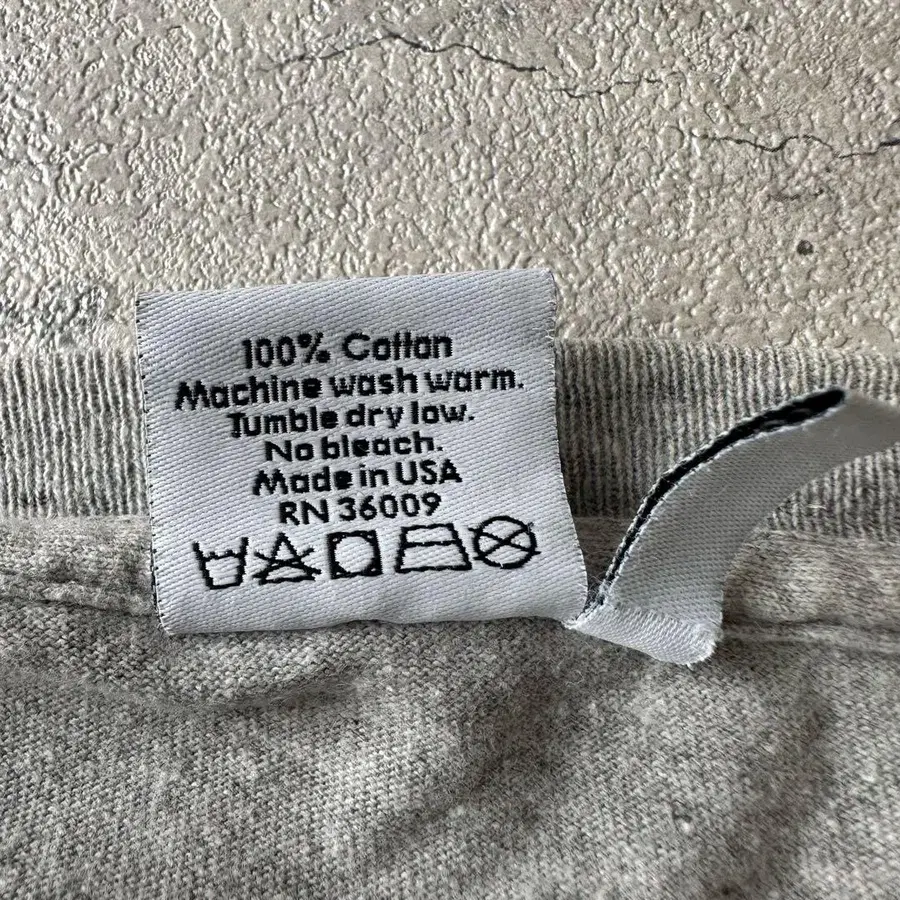 100% Cotton
Machine wash warm.
Tumble dry low.
No bleach.
Made in USA
RN 36009